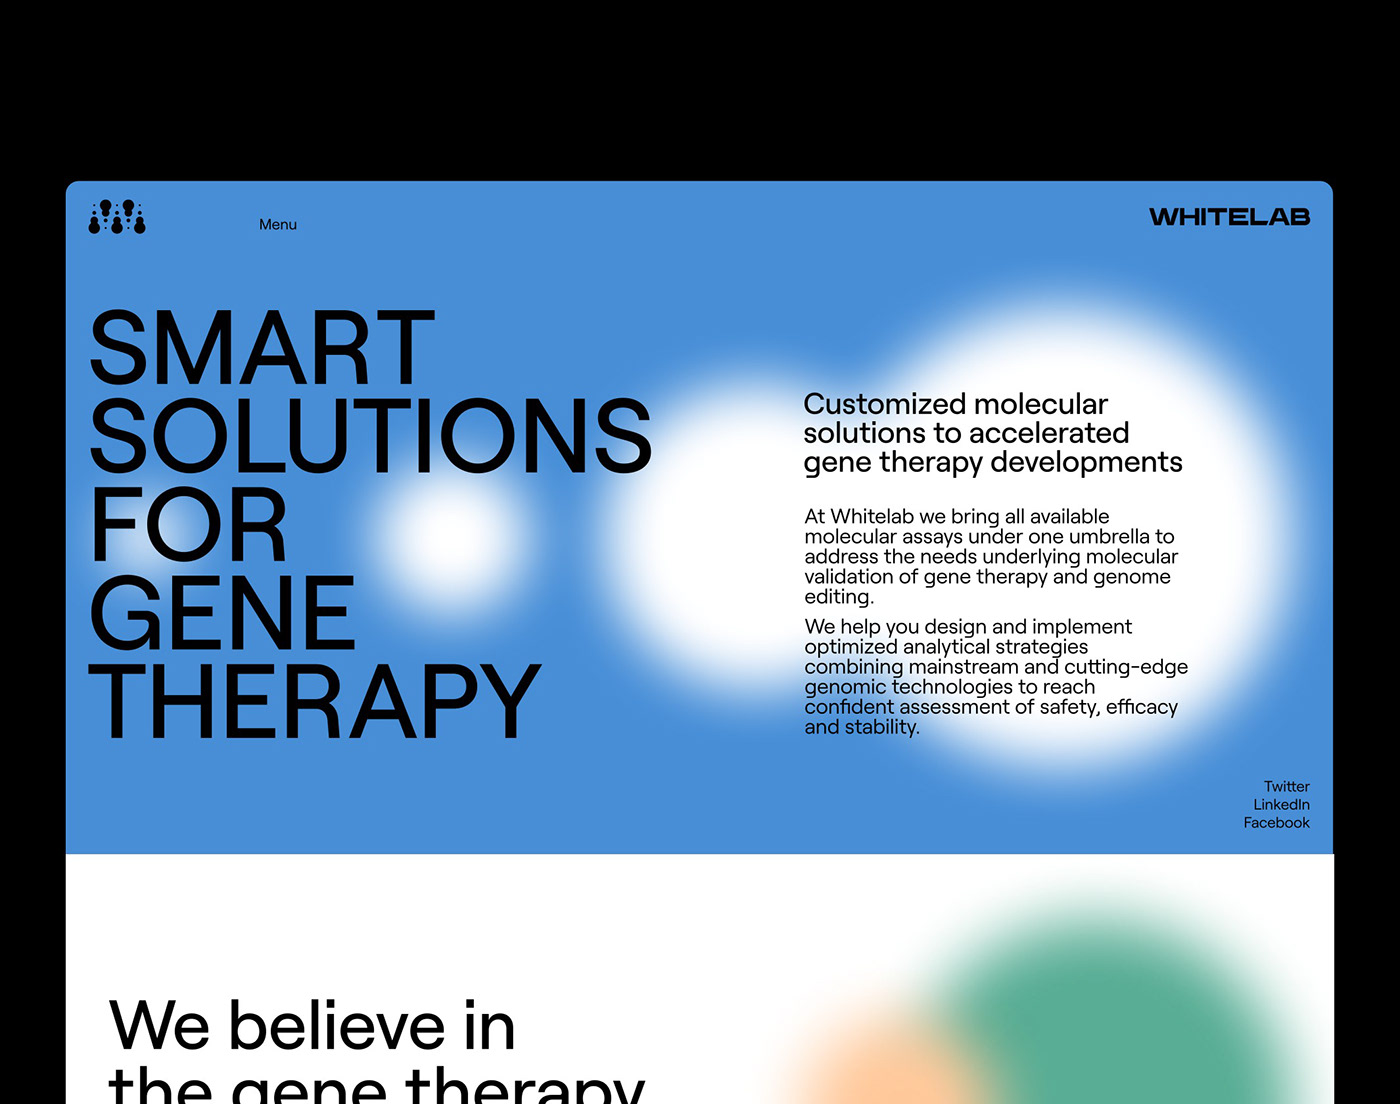 Menu
WHITELAB
SMART
SOLUTIONS
FOR
GENE
THERAPY
Customized molecular
solutions to accelerated
gene therapy developments
At Whitelab we bring all available
molecular assays under one umbrella to
address the needs underlying molecular
validation of gene therapy and genome
editing.
We help you design and implement
optimized analytical strategies
combining mainstream and cutting-edge
genomic technologies to reach
confident assessment of safety, efficacy
and stability.
Twitter
LinkedIn
Facebook
We believe in
the gene therapy